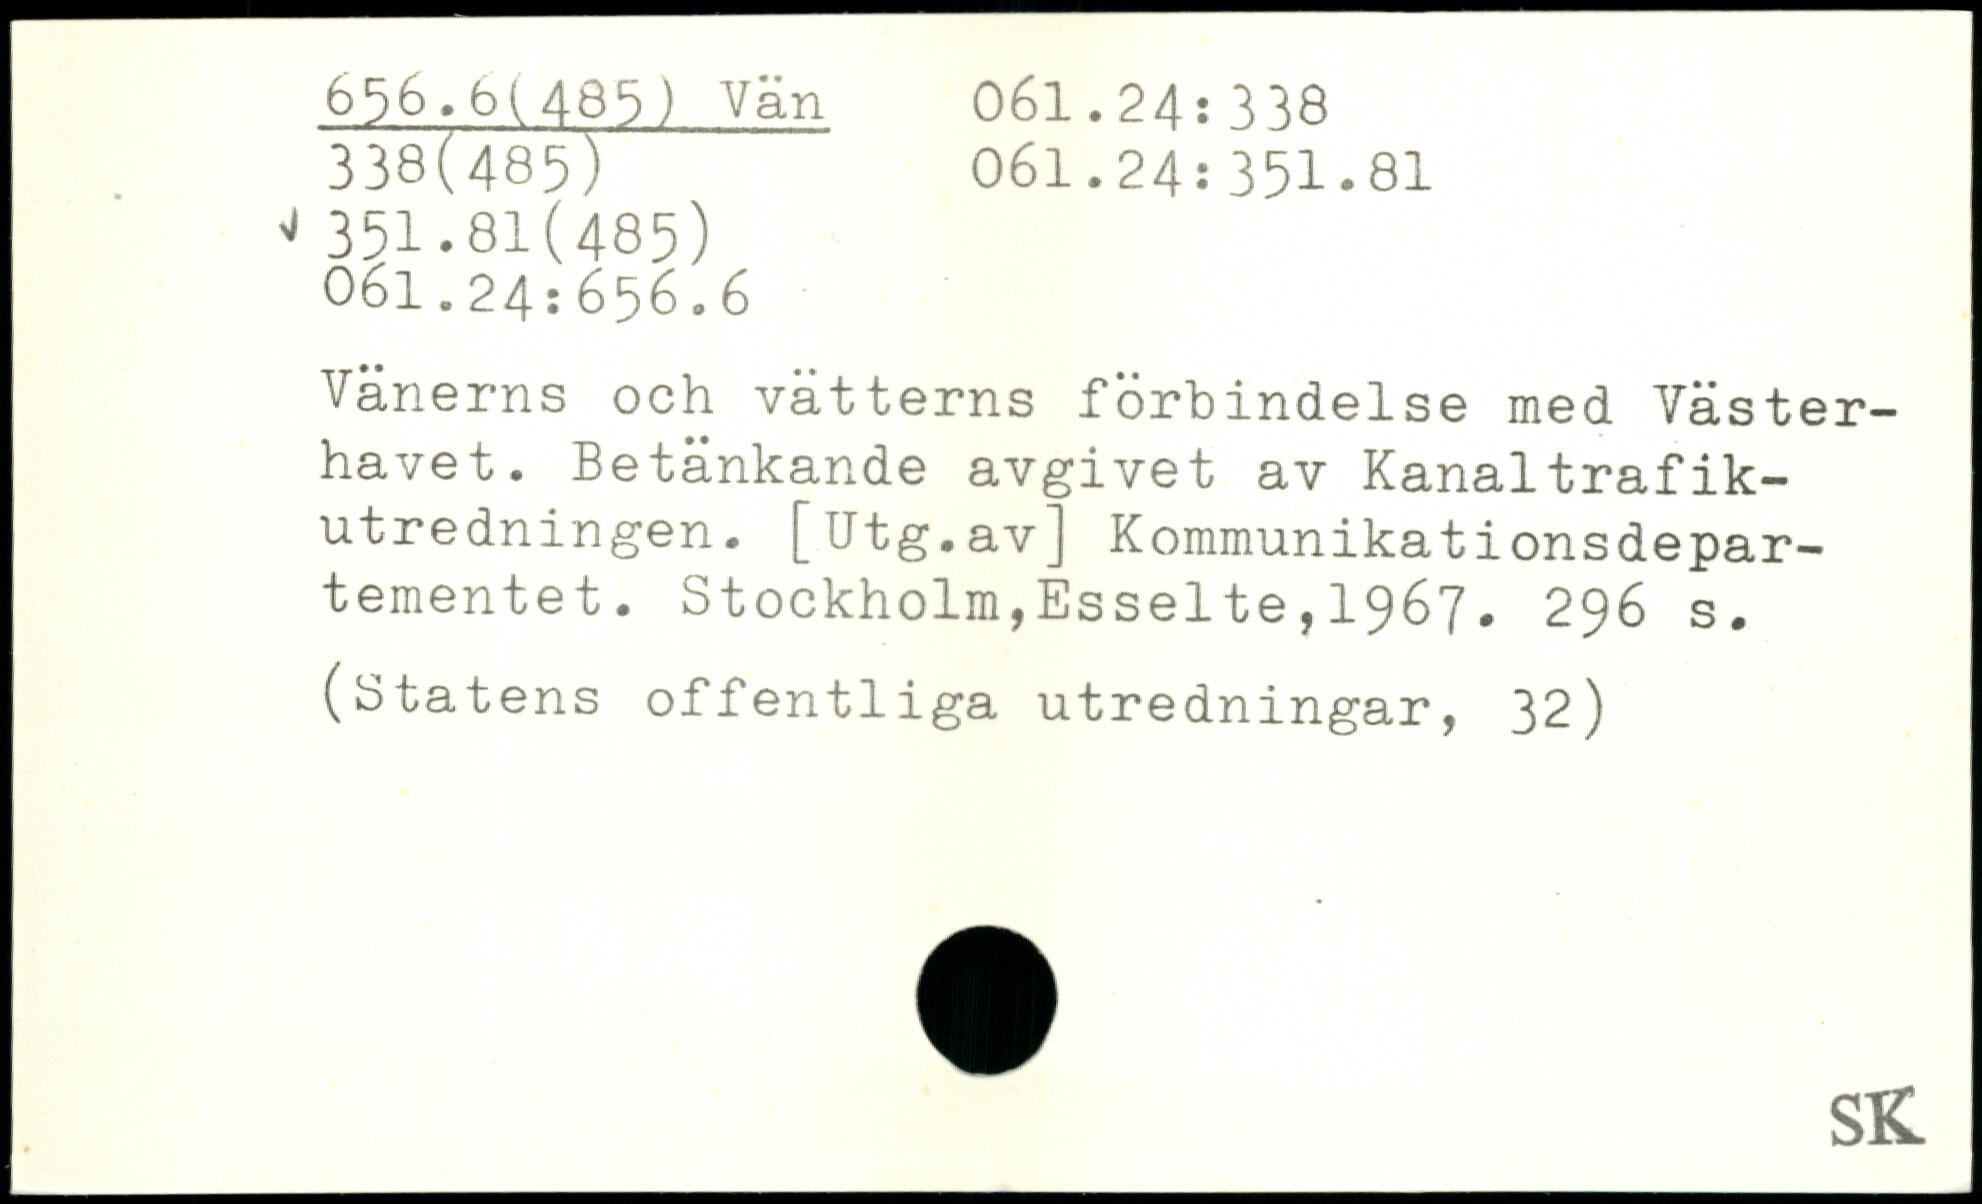 656.6(485) Vän
338(485)
✓ 351.81(485)
061.24:656.6
061.24:338
061.24:351.81
Vänerns och vätterns förbindelse med Väster-
havet. Betänkande avgivet av Kanaltrafik-
utredningen. [Utg.av] Kommunikationsdepar-
tementet. Stockholm,Esselte,1967. 296 s.
(Statens offentliga utredningar, 32)
SK